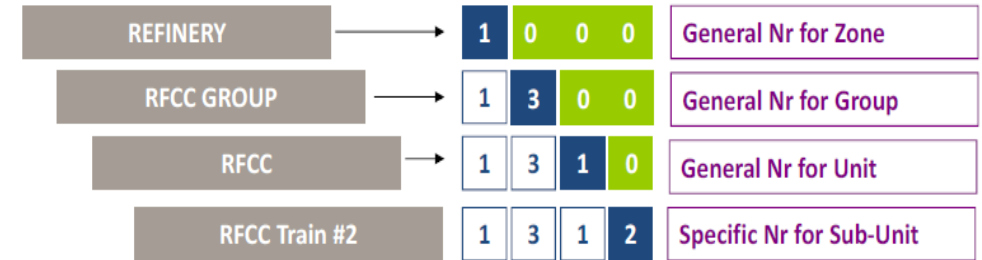 REFINERY 1 0 0 0 General Nr for Zone
RFCC GROUP 1 3 0 0 General Nr for Group
RFCC 1 3 1 0 General Nr for Unit
RFCC Train #2 1 3 1 2 Specific Nr for Sub-Unit